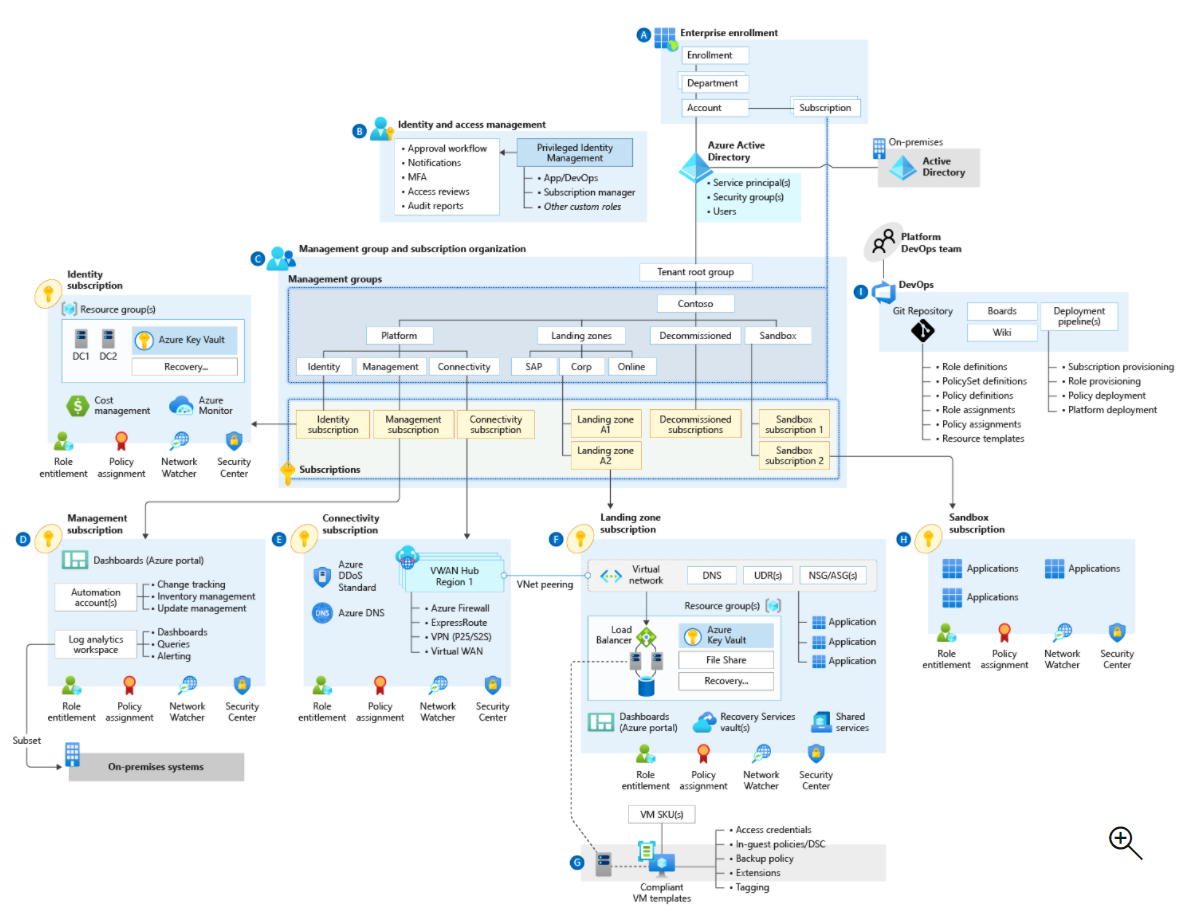 A
Enterprise enrollment
Enrollment
Department
Account
Subscription
B
Identity and access management
• Approval workflow
• Notifications
• MFA
• Access reviews
• Audit reports
Privileged Identity
Management
• App/DevOps
• Subscription manager
• Other custom roles
Azure Active
Directory
• Service principal(s)
• Security group(s)
• Users
On-premises
Active
Directory
C
Management group and subscription organization
Management groups
Tenant root group
Contoso
Platform
Landing zones
Decommissioned
Sandbox
Identity
Management
Connectivity
SAP
Corp
Online
Identity
subscription
Management
subscription
Connectivity
subscription
Landing zone
A1
Landing zone
A2
Decommissioned
subscriptions
Sandbox
subscription 1
Sandbox
subscription 2
Subscriptions
Identity
subscription
Resource group(s)
DC1
DC2
Azure Key Vault
Recovery...
Cost
management
Azure
Monitor
Role
entitlement
Policy
assignment
Network
Watcher
Security
Center
Platform
DevOps team
I
DevOps
Git Repository
Boards
Wiki
Deployment
pipeline(s)
• Role definitions
• PolicySet definitions
• Policy definitions
• Role assignments
• Policy assignments
• Resource templates
• Subscription provisioning
• Role provisioning
• Policy deployment
• Platform deployment
D
Management
subscription
Dashboards (Azure portal)
Automation
account(s)
• Change tracking
• Inventory management
• Update management
Log analytics
workspace
• Dashboards
• Queries
• Alerting
Role
entitlement
Policy
assignment
Network
Watcher
Security
Center
Subset
On-premises systems
E
Connectivity
subscription
Azure
DDoS
Standard
DNS
Azure DNS
VWAN Hub
Region 1
• Azure Firewall
• ExpressRoute
• VPN (P2S/S2S)
• Virtual WAN
Role
entitlement
Policy
assignment
Network
Watcher
Security
Center
VNet peering
F
Landing zone
subscription
Virtual
network
DNS
UDR(s)
NSG/ASG(s)
Resource group(s)
Load
Balancer
Azure
Key Vault
File Share
Recovery...
Application
Application
Application
Dashboards
(Azure portal)
Recovery Services
vault(s)
Shared
services
Role
entitlement
Policy
assignment
Network
Watcher
Security
Center
H
Sandbox
subscription
Applications
Applications
Applications
Role
entitlement
Policy
assignment
Network
Watcher
Security
Center
G
VM SKU(s)
Compliant
VM templates
• Access credentials
• In-guest policies/DSC
• Backup policy
• Extensions
• Tagging